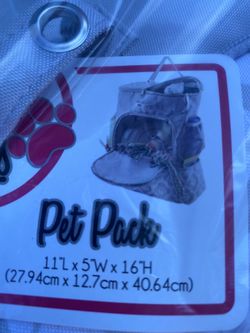 Pet Pack
11"L x 5"W x 16"H
(27.94cm x 12.7cm x 40.64cm)